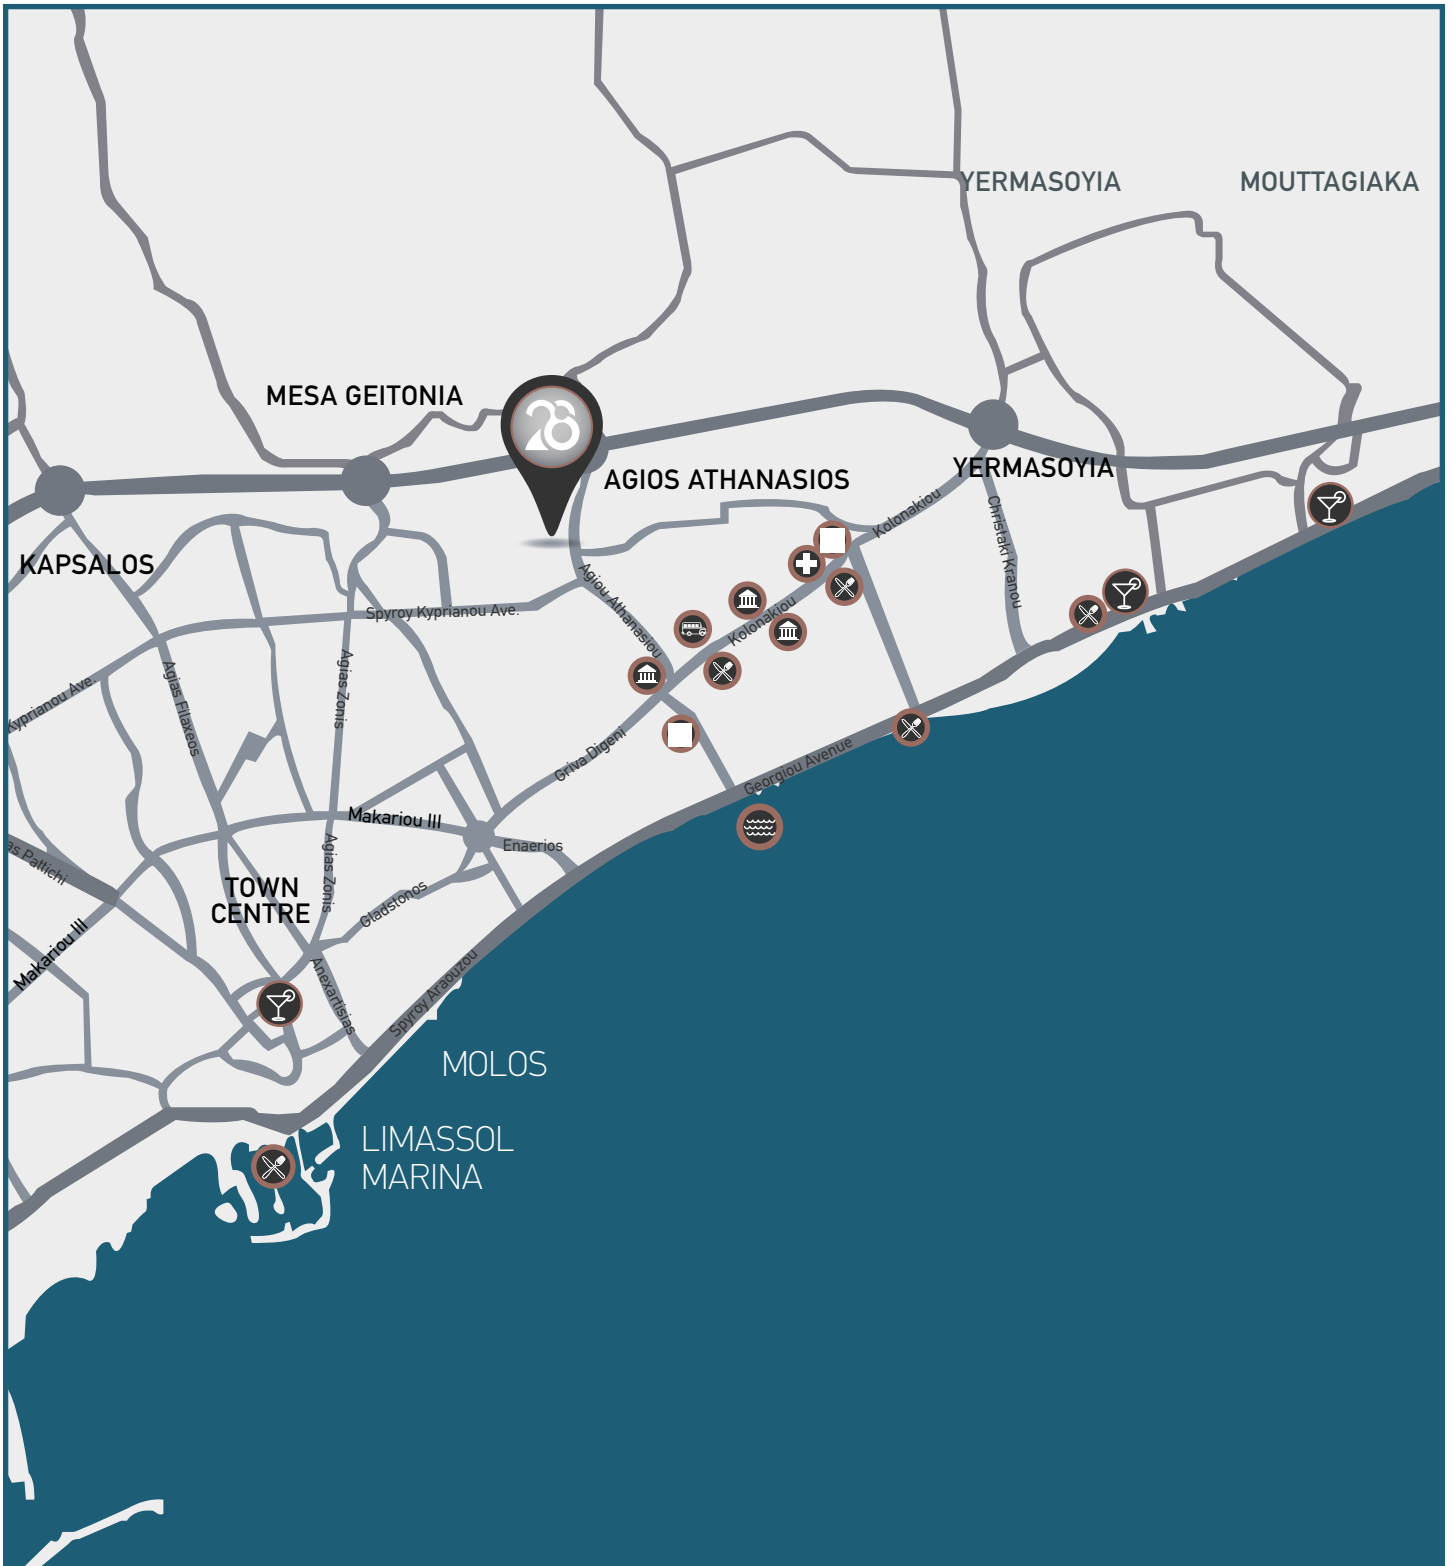 YERMASOYIA
MOUTTAGIAKA
MESA GEITONIA
28
AGIOS ATHANASIOS
YERMASOYIA
Kolonakiou
Christaki Kranou
KAPSALOS
Agiou Athanasiou
Spyroy Kyprianou Ave.
Kolonakiou
Kyprianou Ave.
Agias Filaxeos
Agias Zonis
Griva Digeni
Georgiou Avenue
Makariou III
Enaerios
as Paltichi
Agias Zonis
TOWN
CENTRE
Gladstonos
Makariou III
Anexartisias
Spyroy Araouzou
MOLOS
LIMASSOL
MARINA